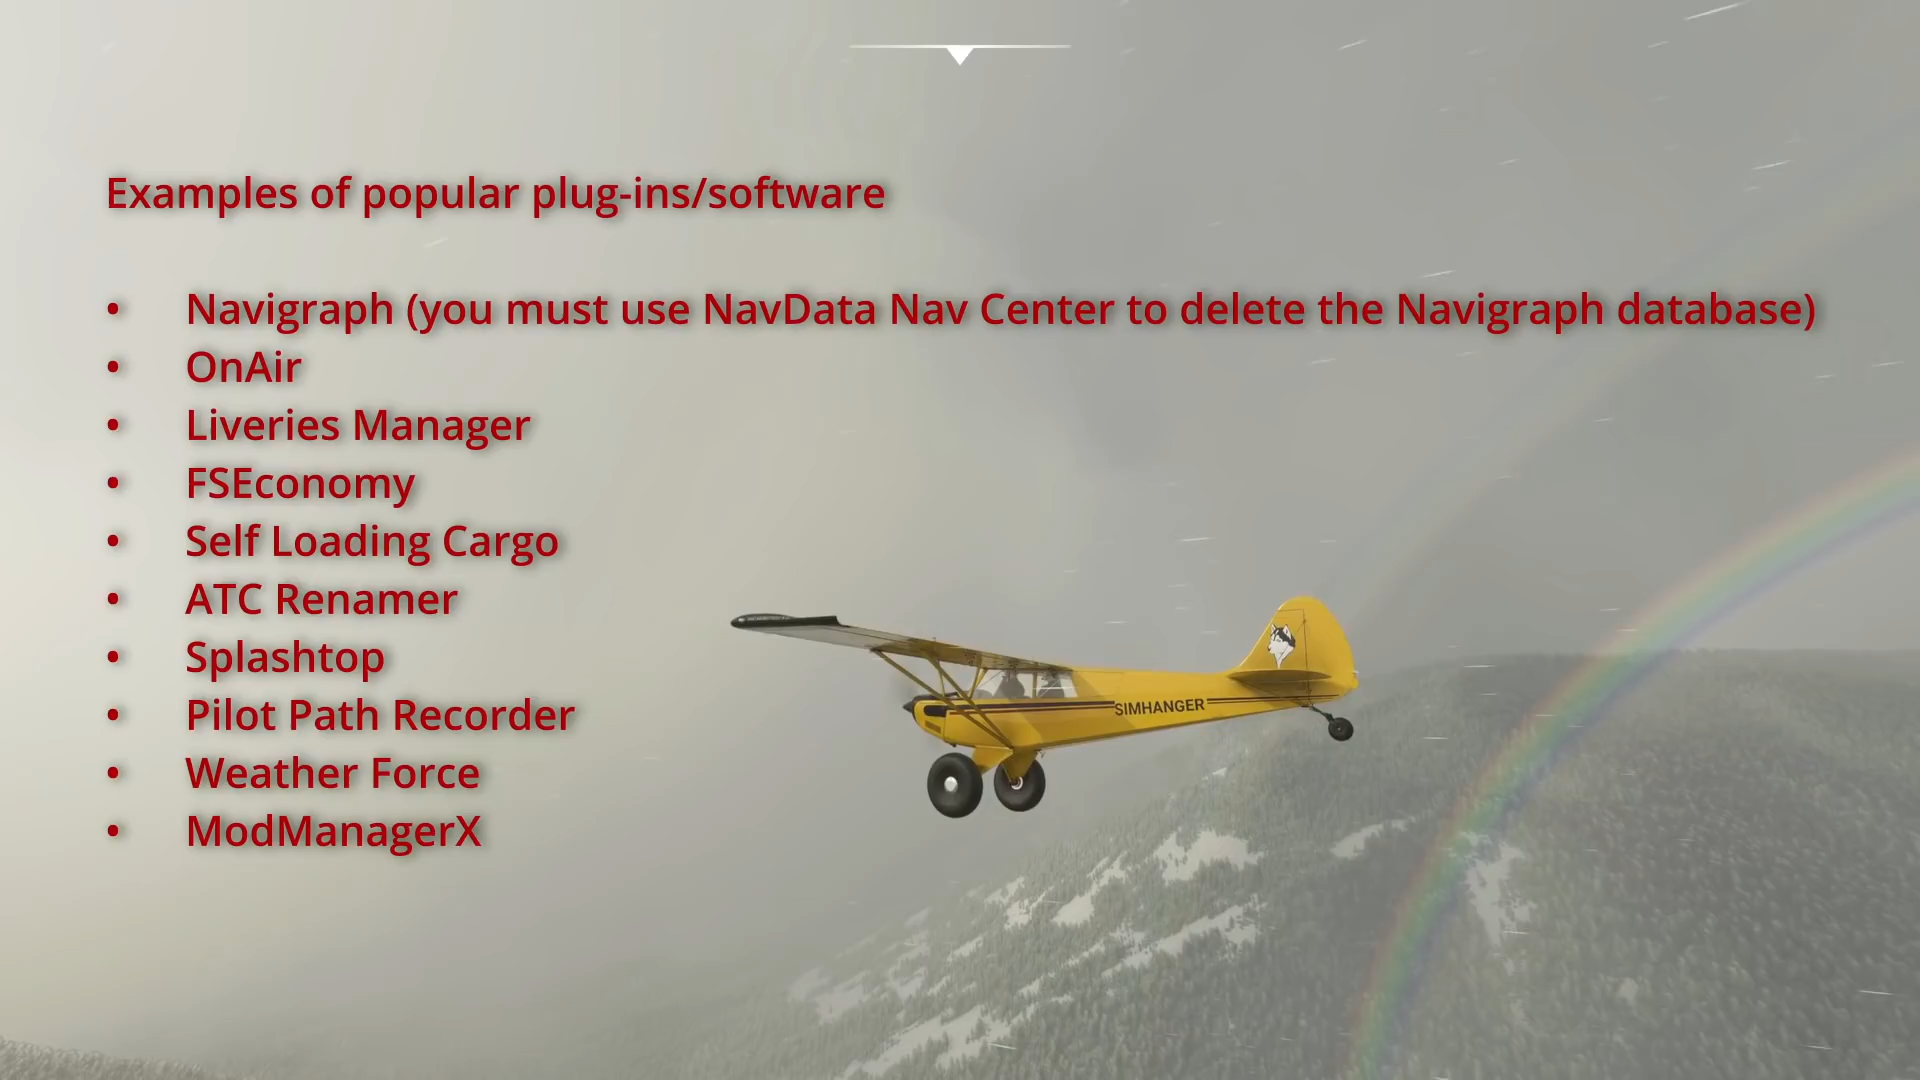 Examples of popular plug-ins/software
• Navigraph (you must use NavData Nav Center to delete the Navigraph database)
• OnAir
• Liveries Manager
• FSEconomy
• Self Loading Cargo
• ATC Renamer
• Splashtop
• Pilot Path Recorder
• Weather Force
• ModManagerX
SIMHANGER